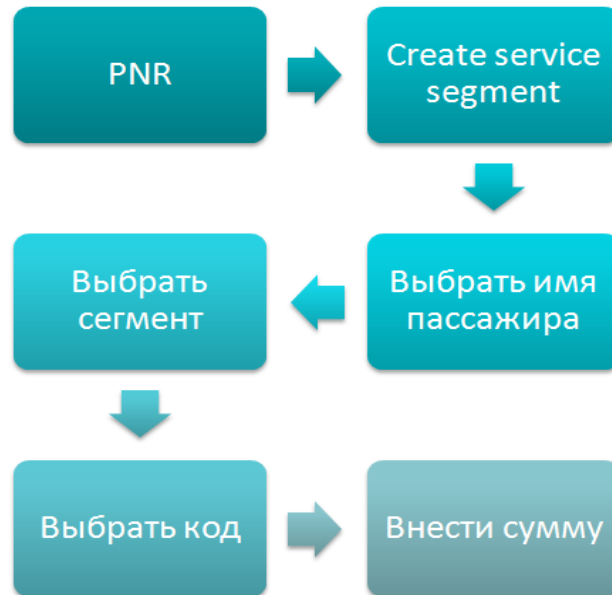 PNR
Create service
segment
Выбрать имя
пассажира
Выбрать
сегмент
Выбрать код
Внести сумму